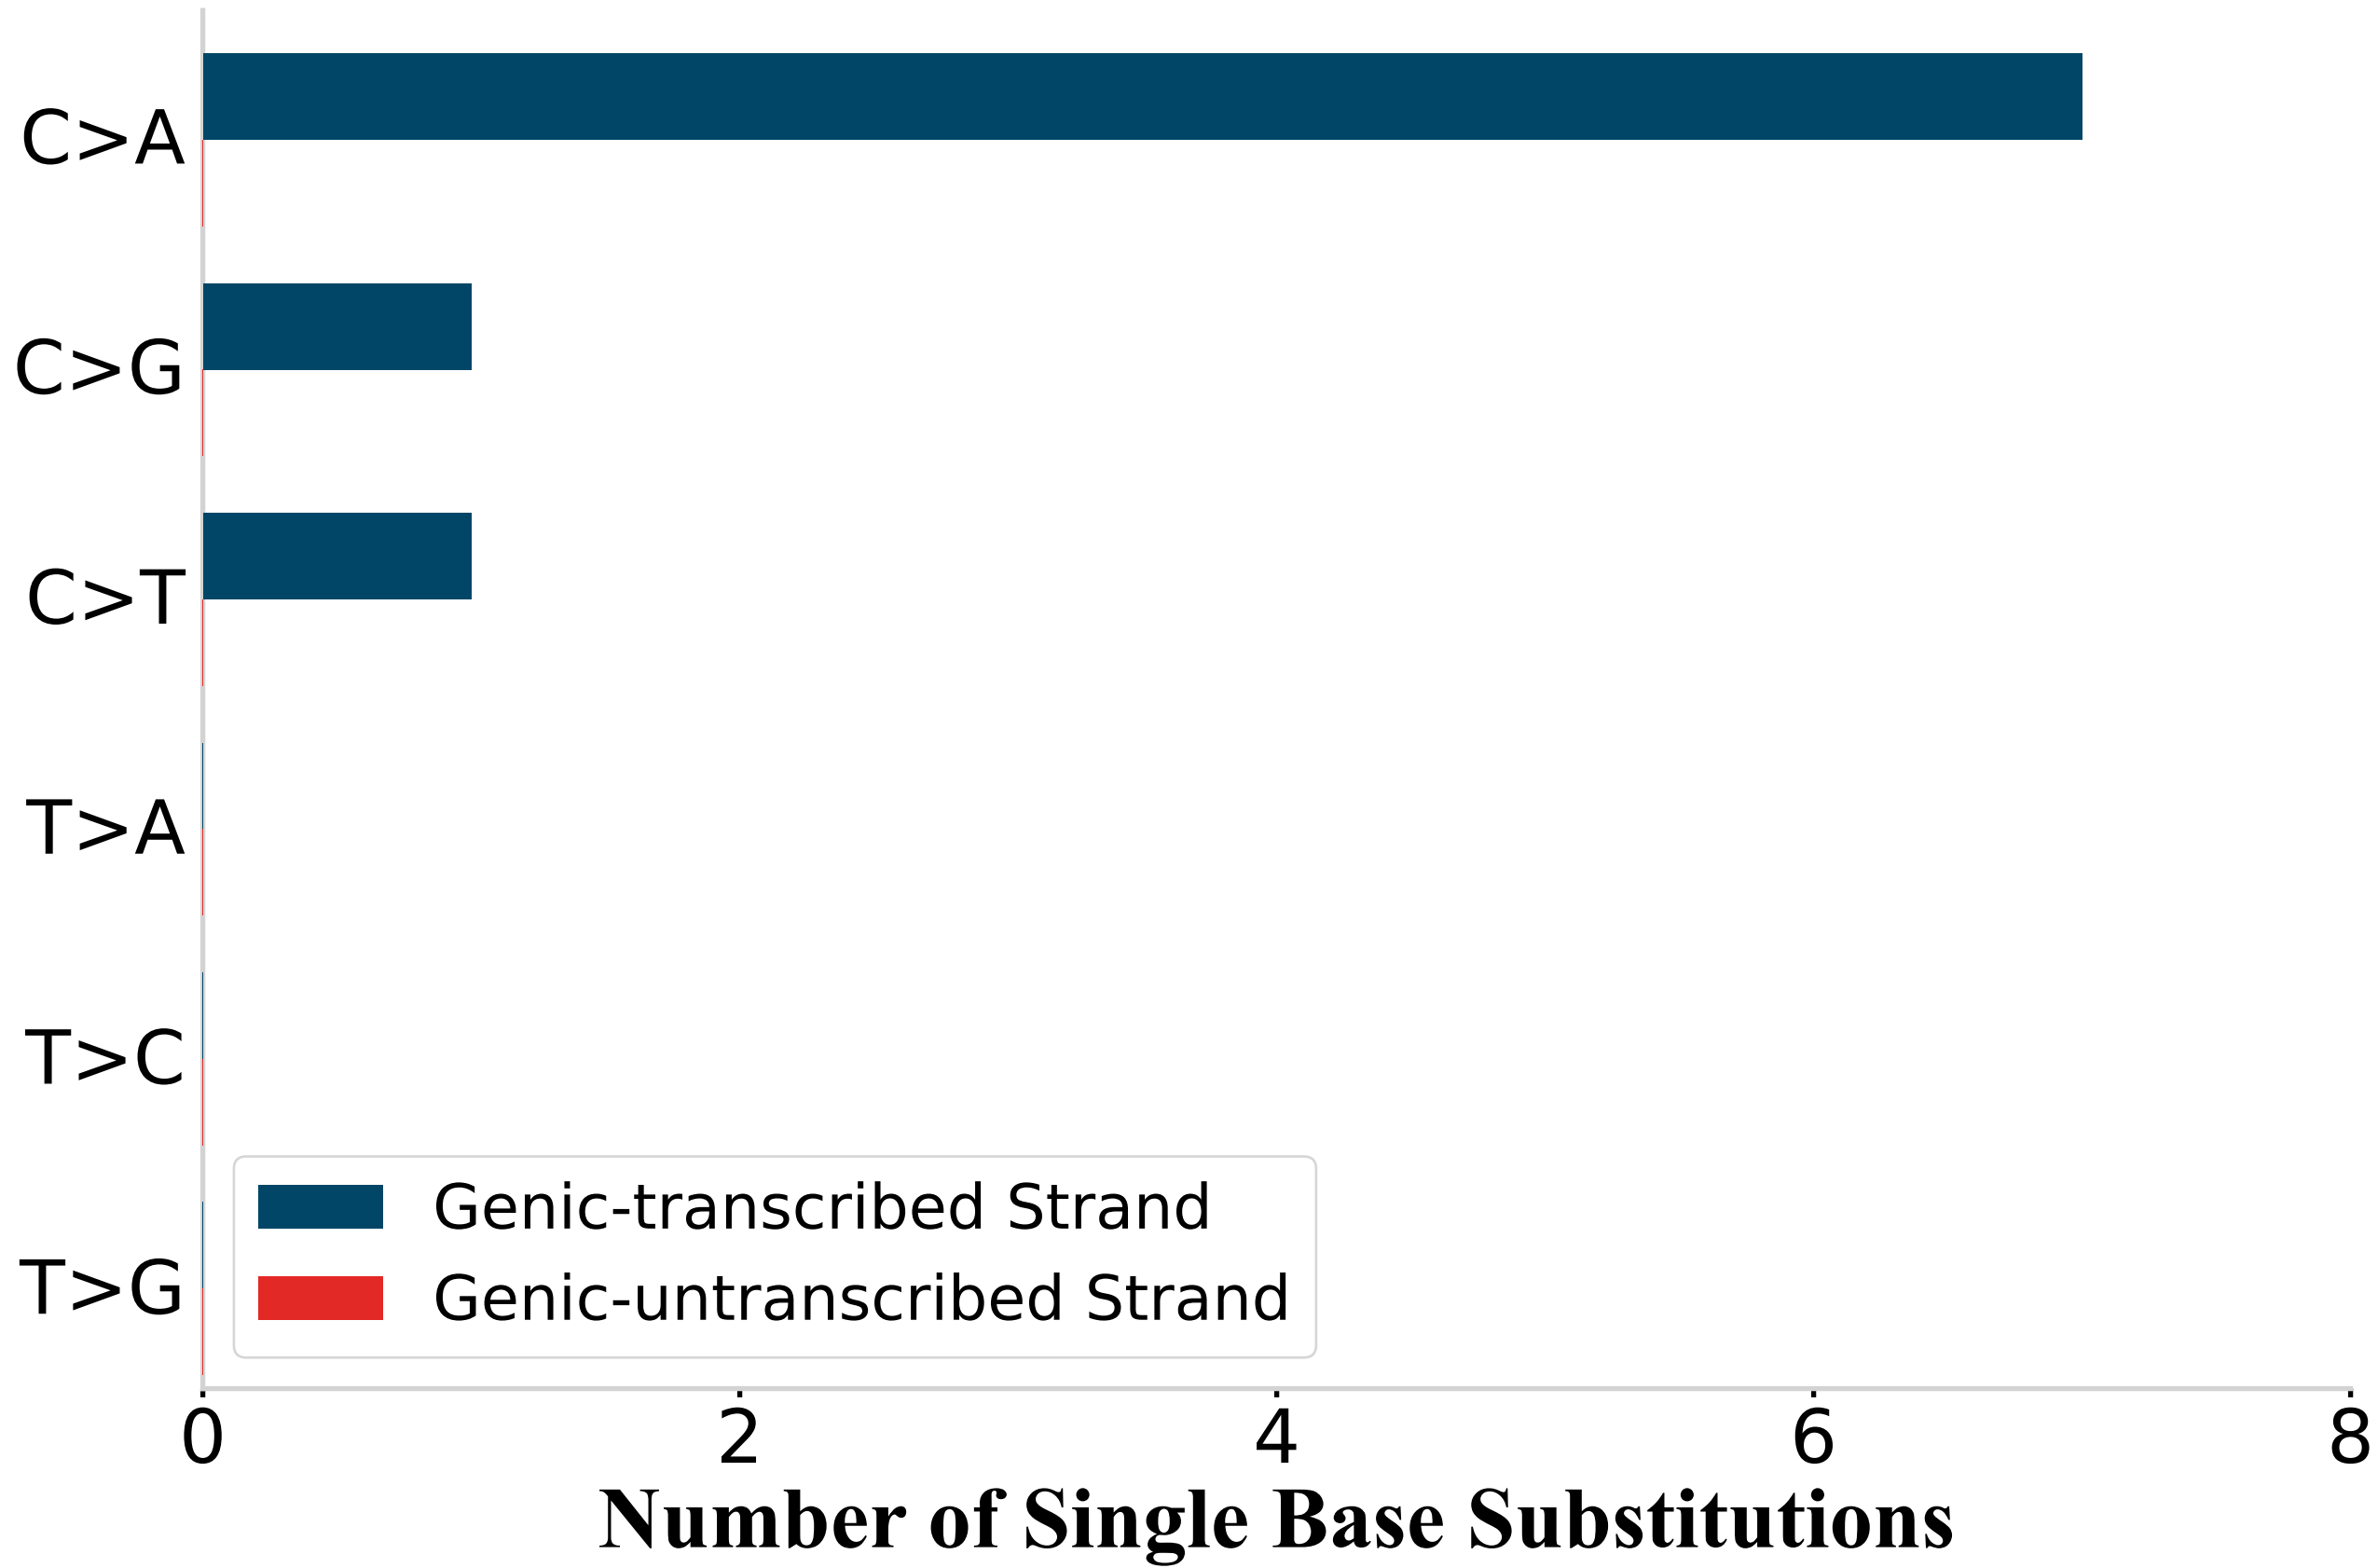 C>A
C>G
C>T
T>A
T>C
T>G
Genic-transcribed Strand
Genic-untranscribed Strand
0 2 4 6 8
Number of Single Base Substitutions